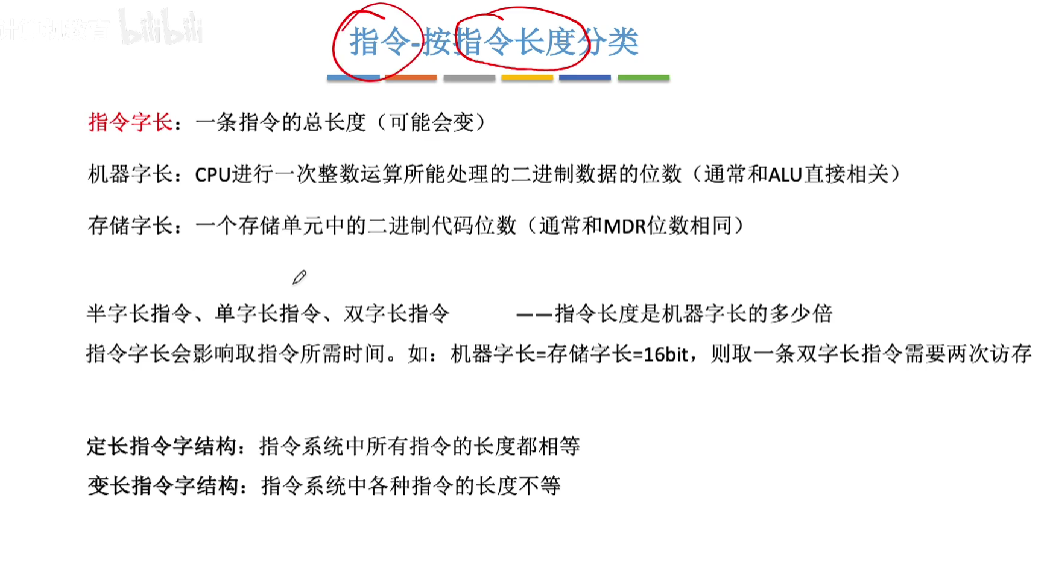 bilibili
指令-按指令长度分类
指令字长：一条指令的总长度（可能会变）
机器字长：CPU进行一次整数运算所能处理的二进制数据的位数（通常和ALU直接相关）
存储字长：一个存储单元中的二进制代码位数（通常和MDR位数相同）
半字长指令、单字长指令、双字长指令 ——指令长度是机器字长的多少倍
指令字长会影响取指令所需时间。如：机器字长=存储字长=16bit，则取一条双字长指令需要两次访存
定长指令字结构：指令系统中所有指令的长度都相等
变长指令字结构：指令系统中各种指令的长度不等